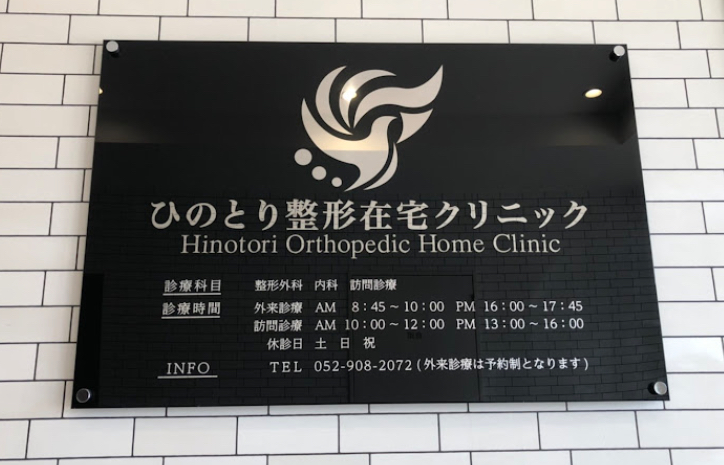 ひのとり整形在宅クリニック
Hinotori Orthopedic Home Clinic
診療科目 整形外科 内科 訪問診療
診療時間 外来診療 AM 8:45～10:00 PM 16:00～17:45
訪問診療 AM 10:00～12:00 PM 13:00～16:00
休診日 土 日 祝
INFO TEL 052-908-2072 (外来診療は予約制となります)